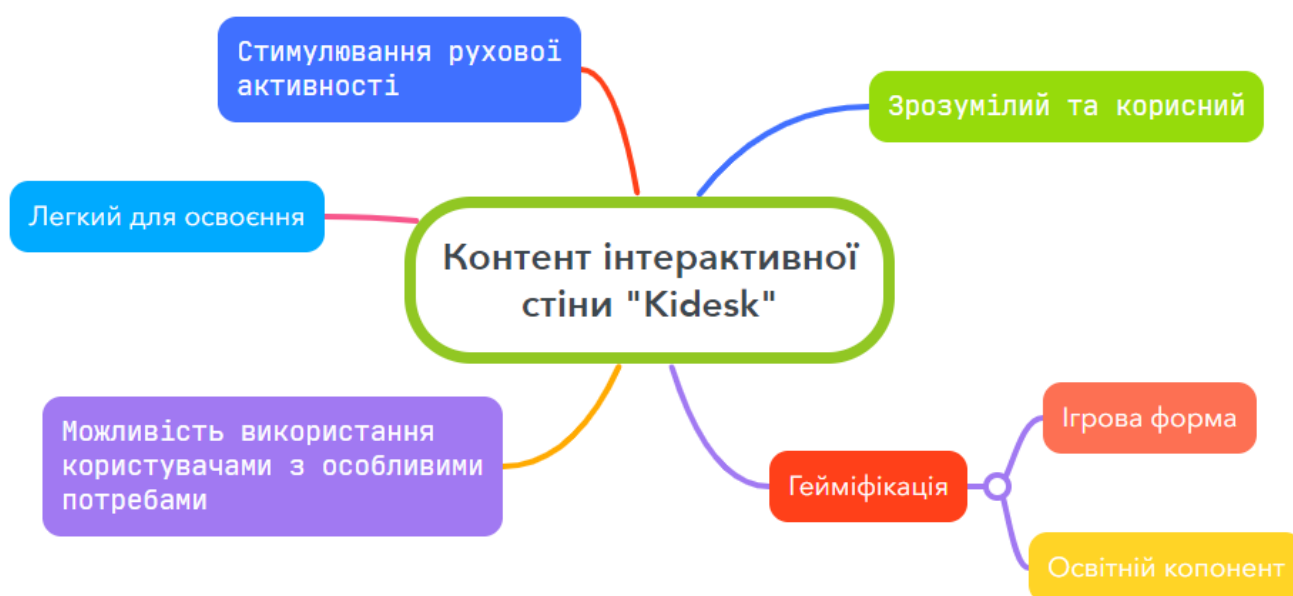 Стимулювання рухової
активності
Зрозумілий та корисний
Легкий для освоєння
Контент інтерактивної
стіни "Kidesk"
Можливість використання
користувачами з особливими
потребами
Гейміфікація
Ігрова форма
Освітній копонент